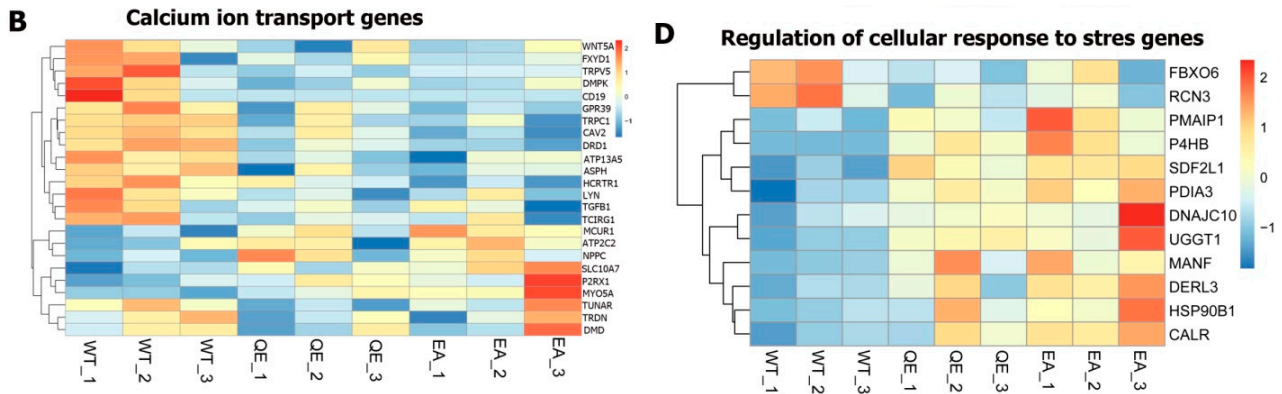 B
Calcium ion transport genes
WNT5A
FXYD1
TRPV5
DMPK
CD19
GPR39
TRPC1
CAV2
DRD1
ATP13A5
ASPH
HCRTR1
LYN
TGFB1
TCIRG1
MCUR1
ATP2C2
NPPC
SLC10A7
P2RX1
MYO5A
TUNAR
TRDN
DMD
2
1
0
−1
WT_1
WT_2
WT_3
QE_1
QE_2
QE_3
EA_1
EA_2
EA_3
D
Regulation of cellular response to stres genes
FBXO6
RCN3
PMAIP1
P4HB
SDF2L1
PDIA3
DNAJC10
UGGT1
MANF
DERL3
HSP90B1
CALR
2
1
0
−1
WT_1
WT_2
WT_3
QE_1
QE_2
QE_3
EA_1
EA_2
EA_3